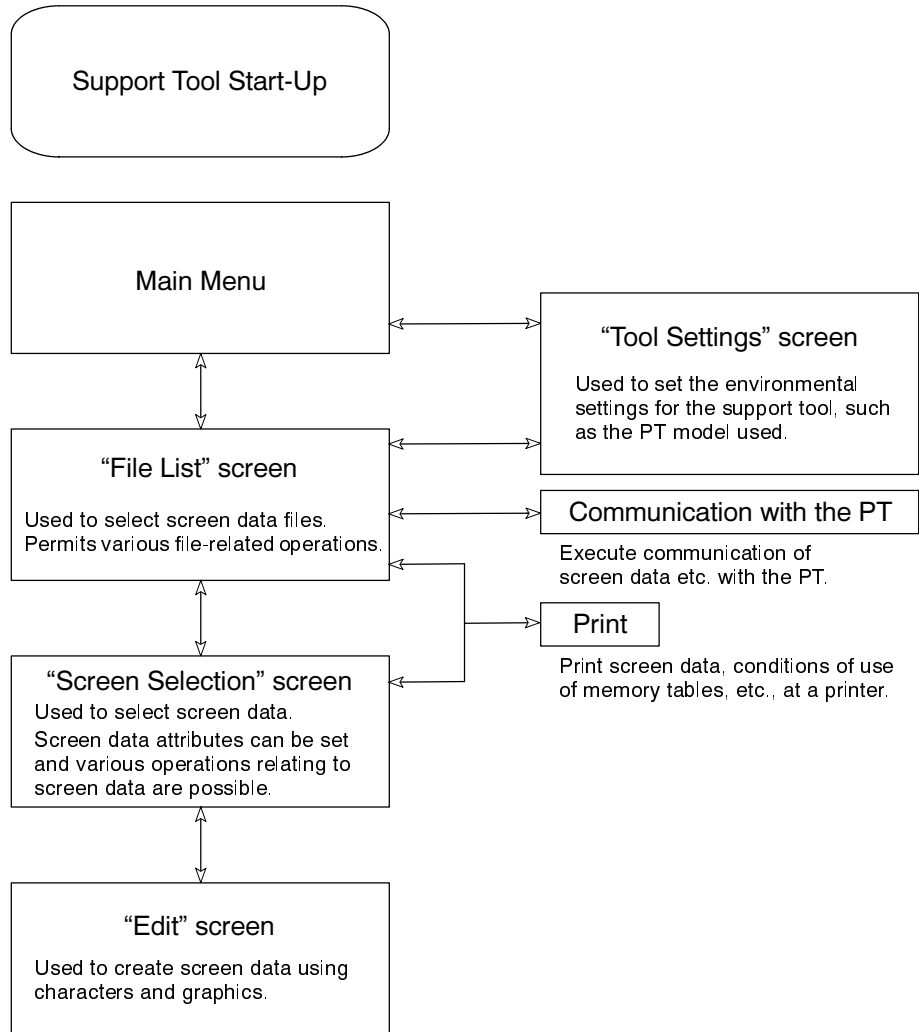 Support Tool Start-Up
Main Menu
“Tool Settings” screen
Used to set the environmental
settings for the support tool, such
as the PT model used.
“File List” screen
Used to select screen data files.
Permits various file-related operations.
Communication with the PT
Execute communication of
screen data etc. with the PT.
Print
Print screen data, conditions of use
of memory tables, etc., at a printer.
“Screen Selection” screen
Used to select screen data.
Screen data attributes can be set
and various operations relating to
screen data are possible.
“Edit” screen
Used to create screen data using
characters and graphics.